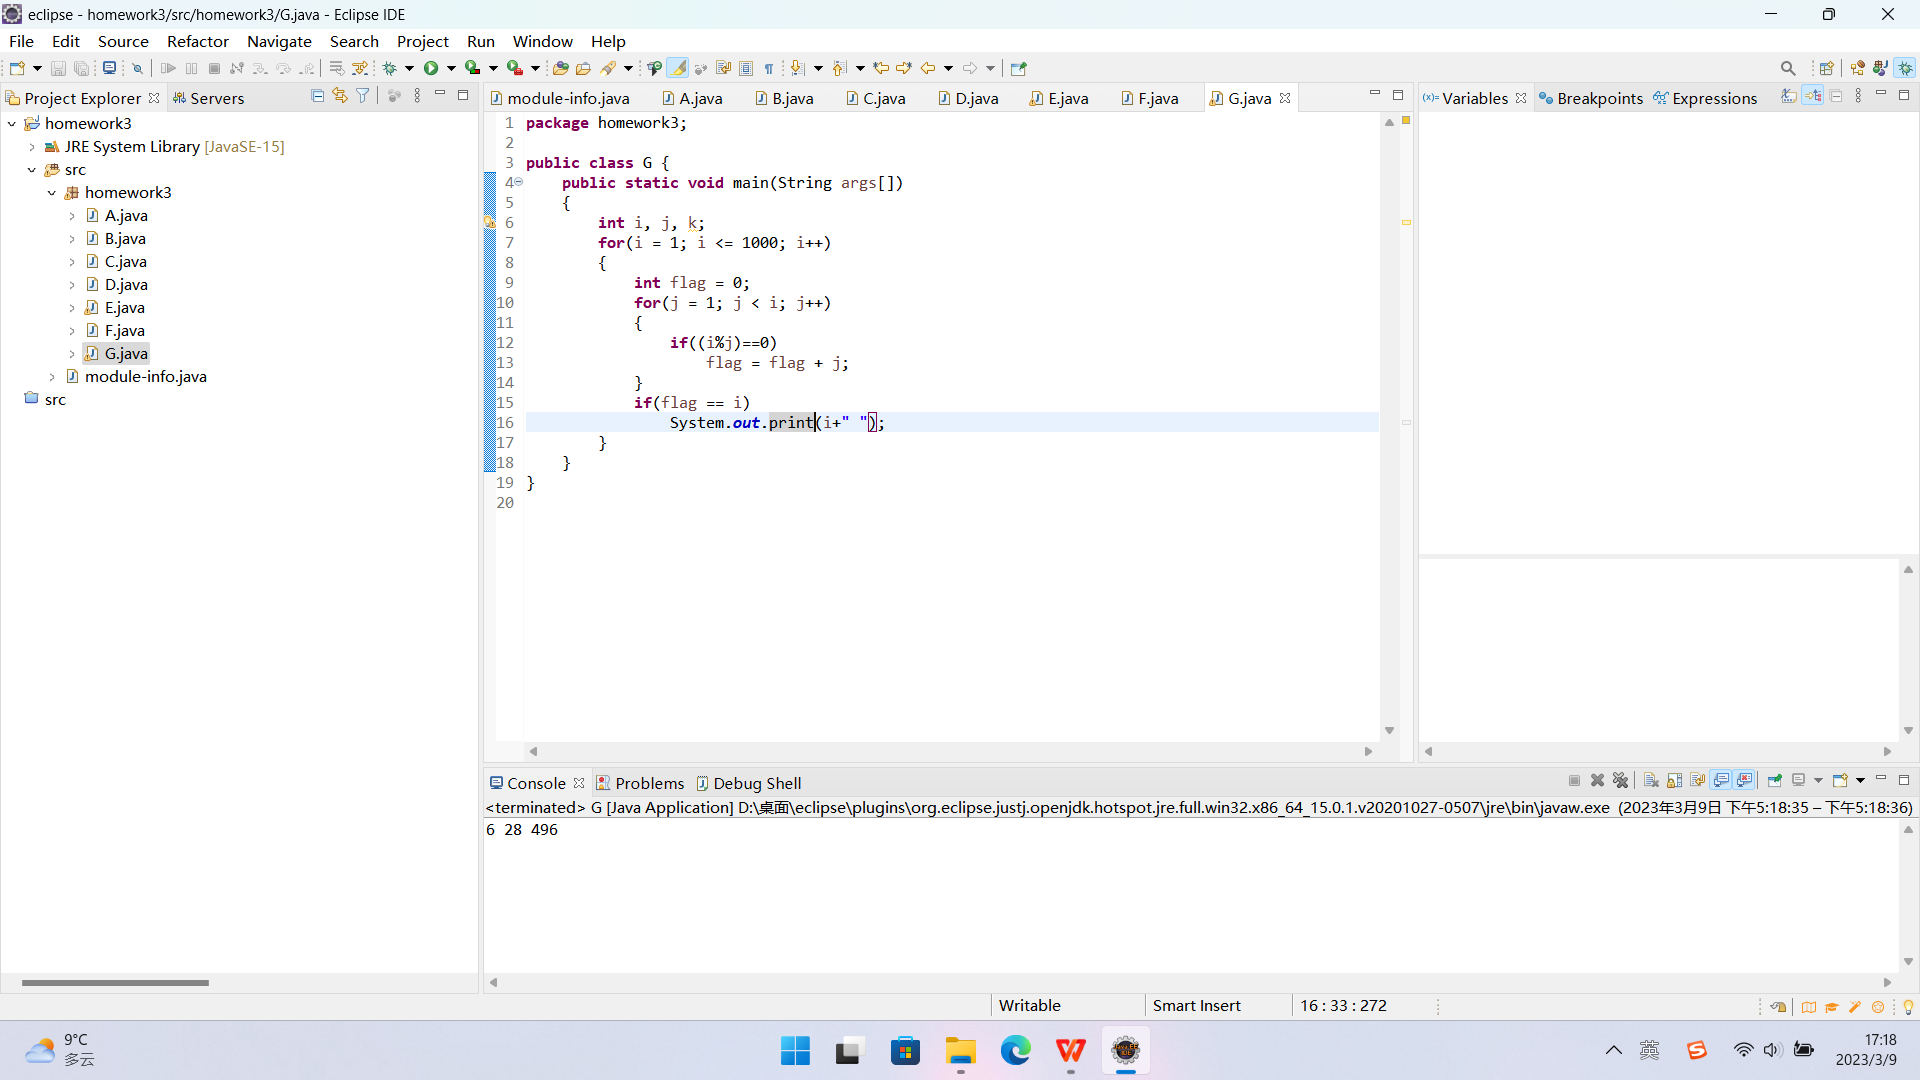 eclipse - homework3/src/homework3/G.java - Eclipse IDE
File Edit Source Refactor Navigate Search Project Run Window Help
Project Explorer Servers
homework3
JRE System Library [JavaSE-15]
src
homework3
A.java
B.java
C.java
D.java
E.java
F.java
G.java
module-info.java
src
module-info.java A.java B.java C.java D.java E.java F.java G.java
1 package homework3;
2
3 public class G {
4 public static void main(String args[])
5 {
6 int i, j, k;
7 for(i = 1; i <= 1000; i++)
8 {
9 int flag = 0;
10 for(j = 1; j < i; j++)
11 {
12 if((i%j)==0)
13 flag = flag + j;
14 }
15 if(flag == i)
16 System.out.print(i+" ");
17 }
18 }
19 }
20
(x)= Variables Breakpoints Expressions
Console Problems Debug Shell
<terminated> G [Java Application] D:\桌面\eclipse\plugins\org.eclipse.justj.openjdk.hotspot.jre.full.win32.x86_64_15.0.1.v20201027-0507\jre\bin\javaw.exe (2023年3月9日 下午5:18:35 – 下午5:18:36)
6 28 496
Writable Smart Insert 16 : 33 : 272
9°C
多云
英
17:18
2023/3/9